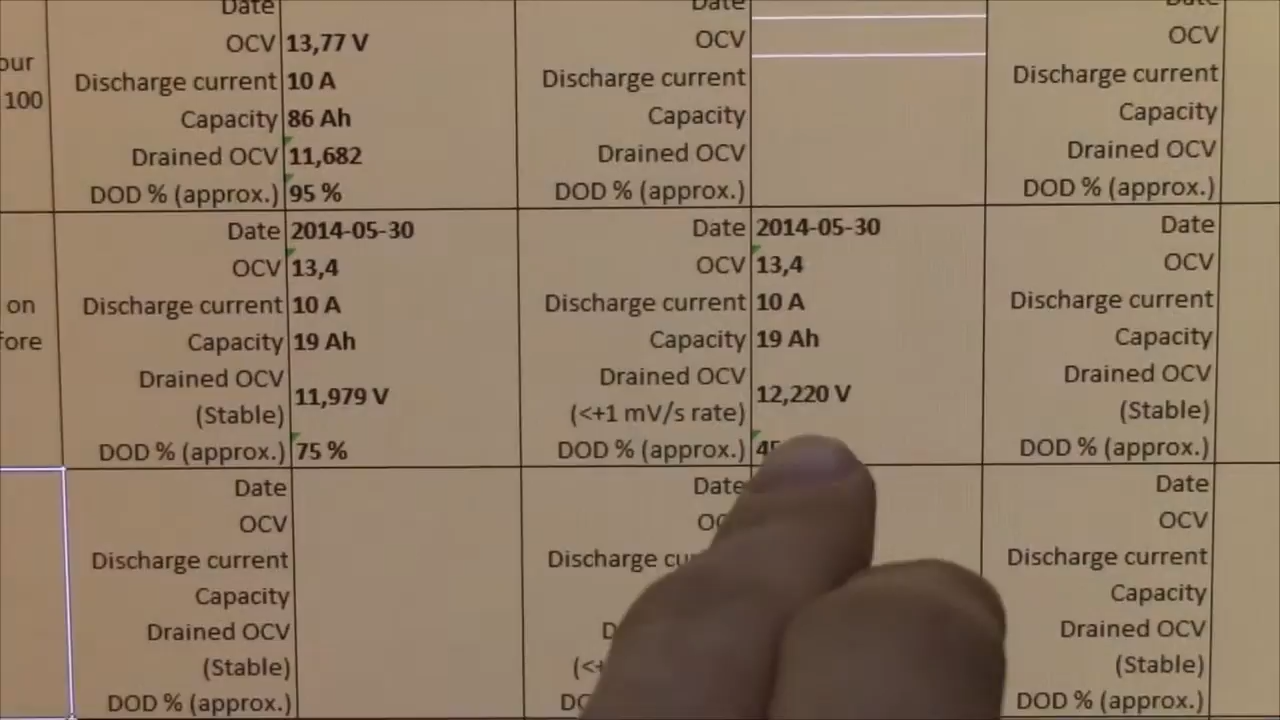 Date
Date
Date
OCV 13,77 V
OCV
OCV
our
Discharge current 10 A
Discharge current
Discharge current
100
Capacity 86 Ah
Capacity
Capacity
Drained OCV 11,682
Drained OCV
Drained OCV
DOD % (approx.) 95 %
DOD % (approx.)
DOD % (approx.)
Date 2014-05-30
Date 2014-05-30
Date
OCV 13,4
OCV 13,4
OCV
on
Discharge current 10 A
Discharge current 10 A
Discharge current
fore
Capacity 19 Ah
Capacity 19 Ah
Capacity
Drained OCV
(Stable) 11,979 V
Drained OCV
(<+1 mV/s rate) 12,220 V
Drained OCV
(Stable)
DOD % (approx.) 75 %
DOD % (approx.)
DOD % (approx.)
Date
Date
Date
OCV
OCV
Discharge current
Discharge
Discharge current
Capacity
Capacity
Drained OCV
(Stable)
Drained OCV
(Stable)
DOD % (approx.)
DOD % (approx.)